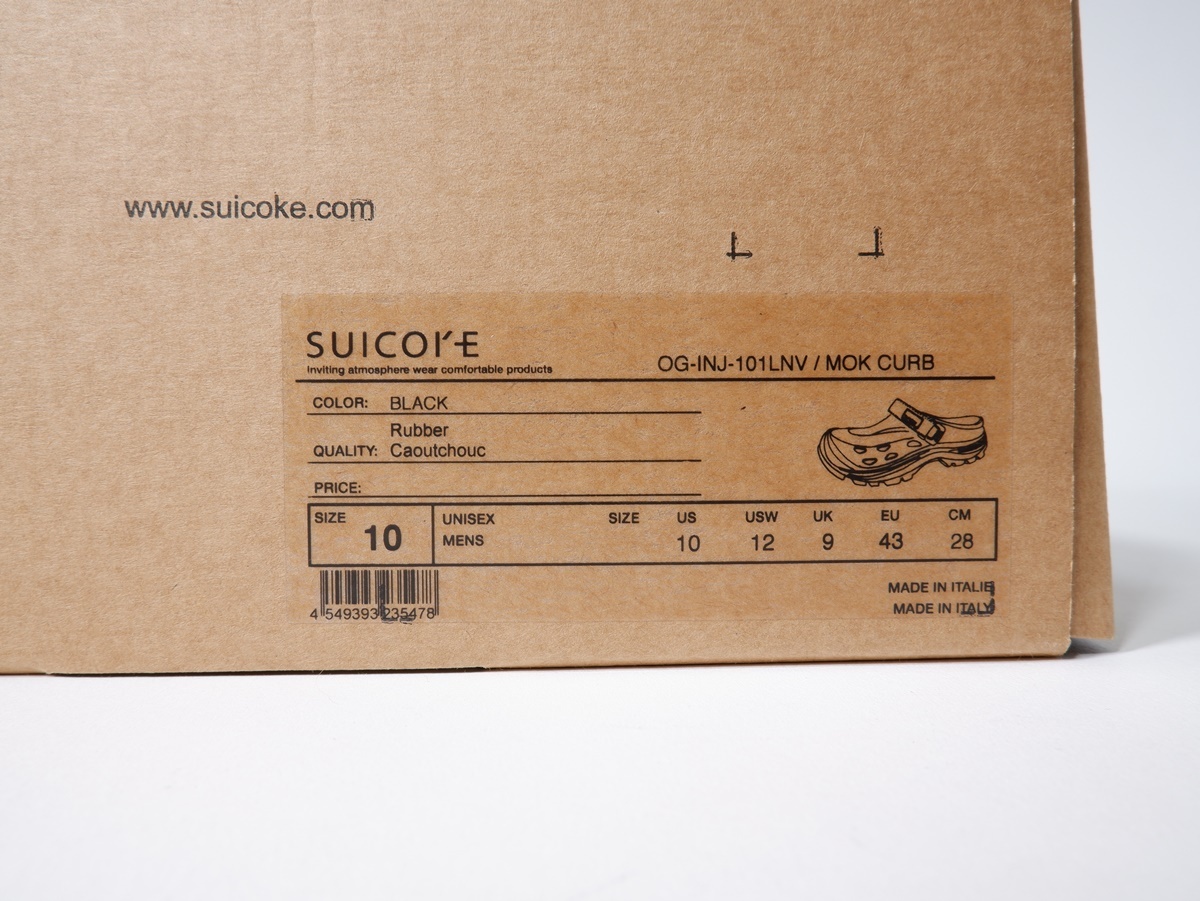 www.suicoke.com
SUICOKE
Inviting atmosphere wear comfortable products
OG-INJ-101LNV / MOK CURB
COLOR: BLACK
Rubber
QUALITY: Caoutchouc
PRICE:
SIZE 10 UNISEX MENS
SIZE US USW UK EU CM
10 12 9 43 28
4 549393 235478
MADE IN ITALIE
MADE IN ITALY